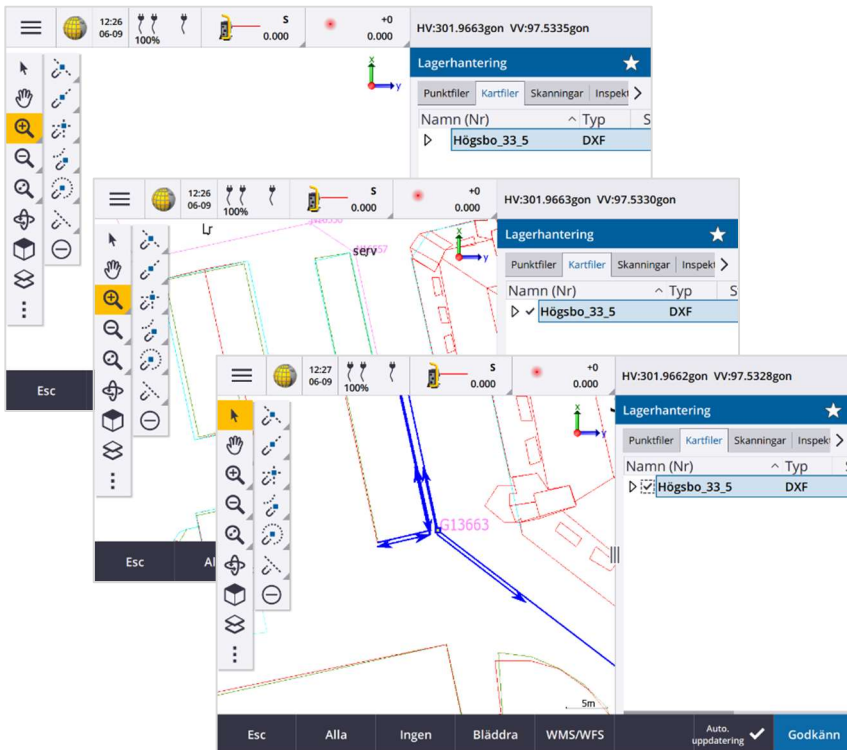 12:26
06-09
100%
S
0.000
+0
0.000
HV:301.9663gon VV:97.5335gon
Lagerhantering
Punktfiler Kartfiler Skanningar Inspekt
Namn (Nr) Typ S
Högsbo_33_5 DXF
x
y
Esc
12:26
06-09
100%
S
0.000
+0
0.000
HV:301.9663gon VV:97.5330gon
serv
x
y
Lagerhantering
Punktfiler Kartfiler Skanningar Inspekt
Namn (Nr) Typ S
Högsbo_33_5 DXF
Esc Al
12:27
06-09
100%
S
0.000
+0
0.000
HV:301.9662gon VV:97.5328gon
Lagerhantering
Punktfiler Kartfiler Skanningar Inspekt
Namn (Nr) Typ S
Högsbo_33_5 DXF
x
y
G13663
5m
Esc Alla Ingen Bläddra WMS/WFS Auto. uppdatering Godkänn